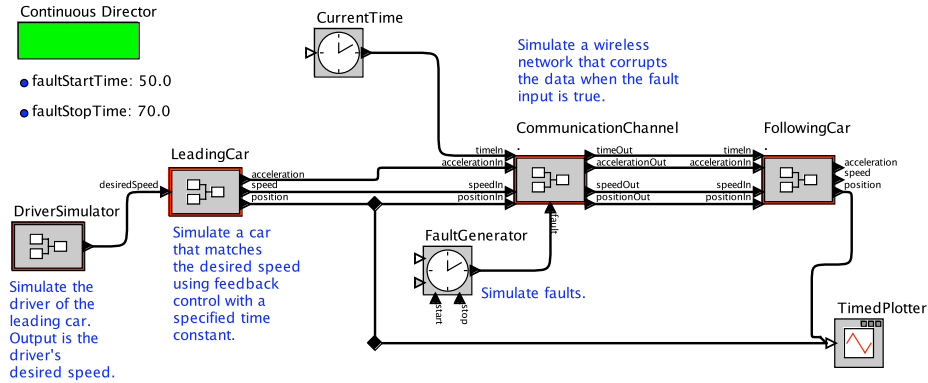 Continuous Director
faultStartTime: 50.0
faultStopTime: 70.0
CurrentTime
Simulate a wireless
network that corrupts
the data when the fault
input is true.
CommunicationChannel
timeIn
accelerationIn
speedIn
positionIn
timeOut
accelerationOut
speedOut
positionOut
fault
FollowingCar
timeIn
accelerationIn
speedIn
positionIn
acceleration
speed
position
LeadingCar
desiredSpeed
acceleration
speed
position
Simulate a car
that matches
the desired speed
using feedback
control with a
specified time
constant.
DriverSimulator
Simulate the
driver of the
leading car.
Output is the
driver's
desired speed.
FaultGenerator
start
stop
Simulate faults.
TimedPlotter